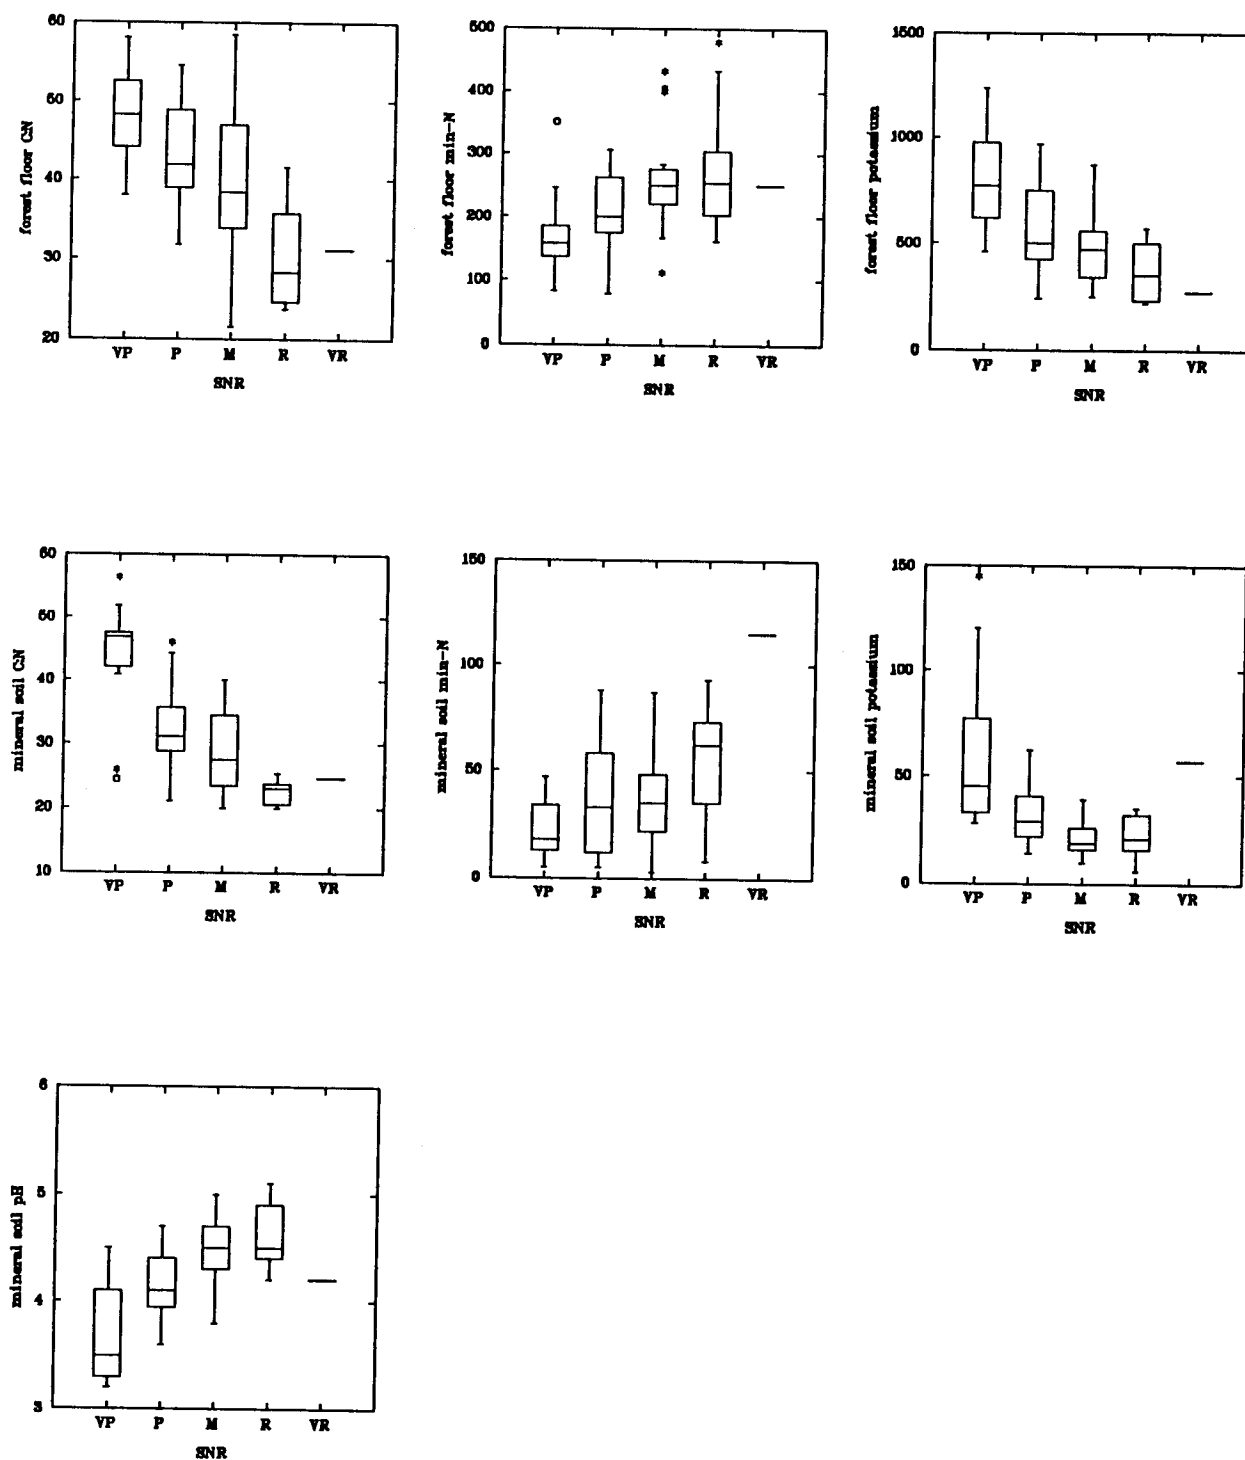 forest floor C:N
60
50
40
30
20
VP P M R VR
SNR
forest floor min-N
500
400
300
200
100
0
VP P M R VR
SNR
forest floor potassium
1500
1000
500
0
VP P M R VR
SNR
mineral soil C:N
60
50
40
30
20
10
VP P M R VR
SNR
mineral soil min-N
150
100
50
0
VP P M R VR
SNR
mineral soil potassium
150
100
50
0
VP P M R VR
SNR
mineral soil pH
6
5
4
3
VP P M R VR
SNR